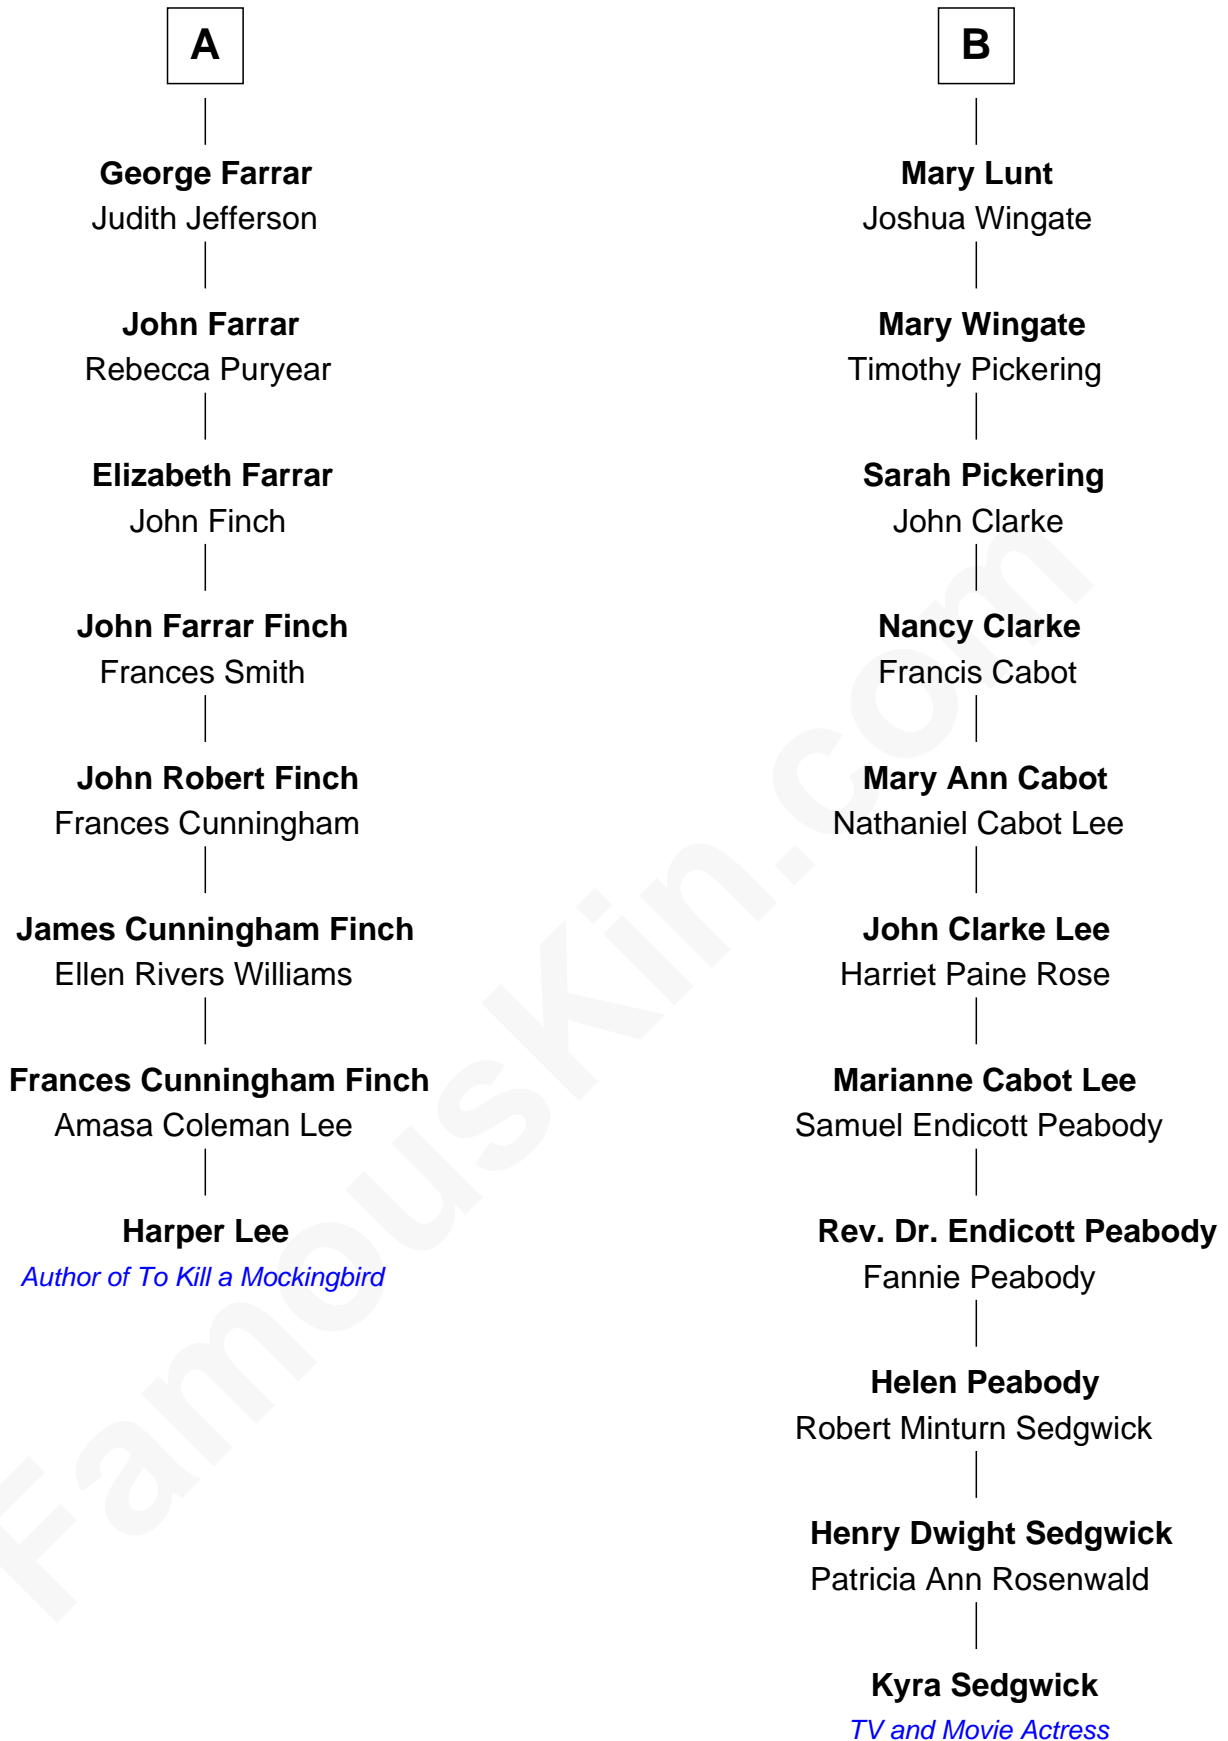 A
George Farrar
Judith Jefferson
John Farrar
Rebecca Puryear
Elizabeth Farrar
John Finch
John Farrar Finch
Frances Smith
John Robert Finch
Frances Cunningham
James Cunningham Finch
Ellen Rivers Williams
Frances Cunningham Finch
Amasa Coleman Lee
Harper Lee
Author of To Kill a Mockingbird
B
Mary Lunt
Joshua Wingate
Mary Wingate
Timothy Pickering
Sarah Pickering
John Clarke
Nancy Clarke
Francis Cabot
Mary Ann Cabot
Nathaniel Cabot Lee
John Clarke Lee
Harriet Paine Rose
Marianne Cabot Lee
Samuel Endicott Peabody
Rev. Dr. Endicott Peabody
Fannie Peabody
Helen Peabody
Robert Minturn Sedgwick
Henry Dwight Sedgwick
Patricia Ann Rosenwald
Kyra Sedgwick
TV and Movie Actress
FamousKin.com